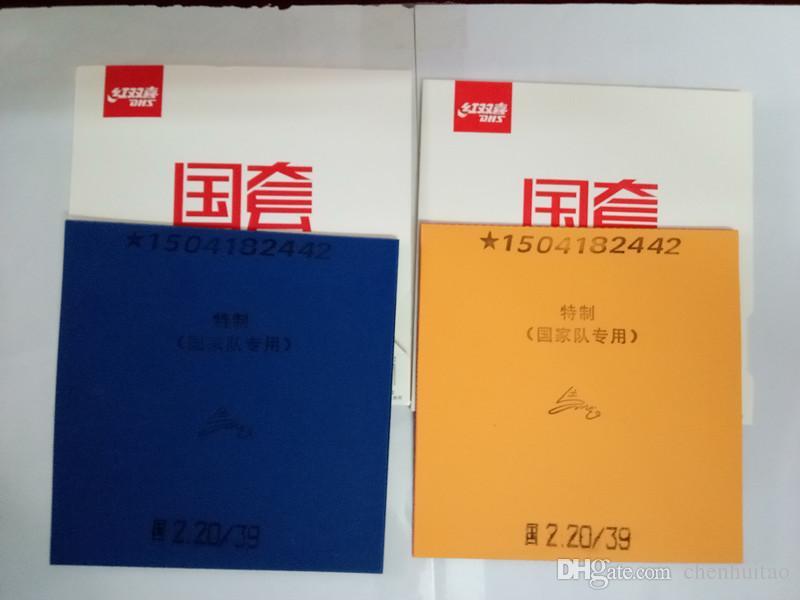 红双喜
DHS
国套
★1504182442
特制
（国家队专用）
国 2.20/39
红双喜
DHS
国套
★1504182442
特制
（国家队专用）
国 2.20/39
DHgate.com chenhuitao